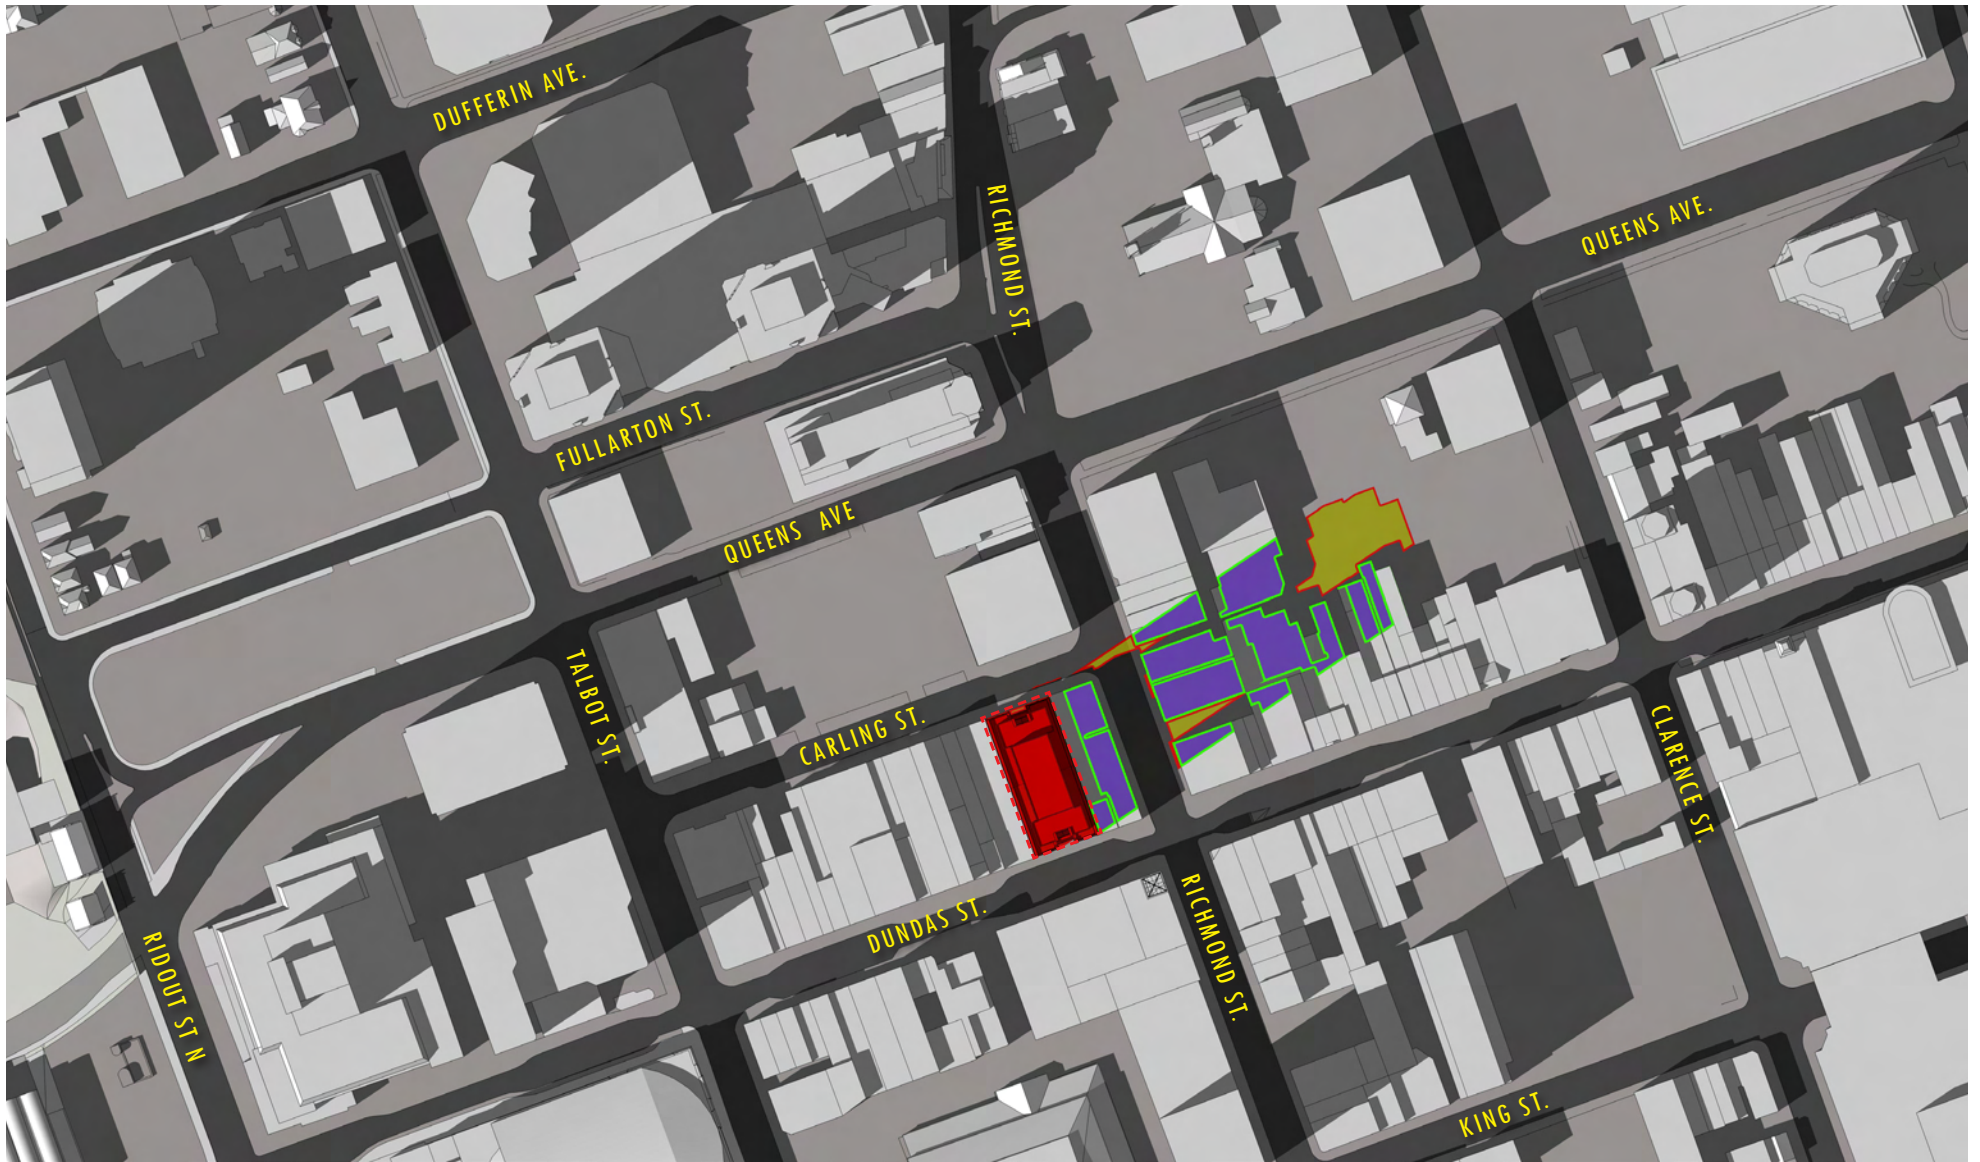 DUFFERIN AVE.
RICHMOND ST.
QUEENS AVE.
FULLARTON ST.
QUEENS AVE
TALBOT ST.
CARLING ST.
CLARENCE ST.
DUNDAS ST.
RICHMOND ST.
RIDOUT ST N
KING ST.